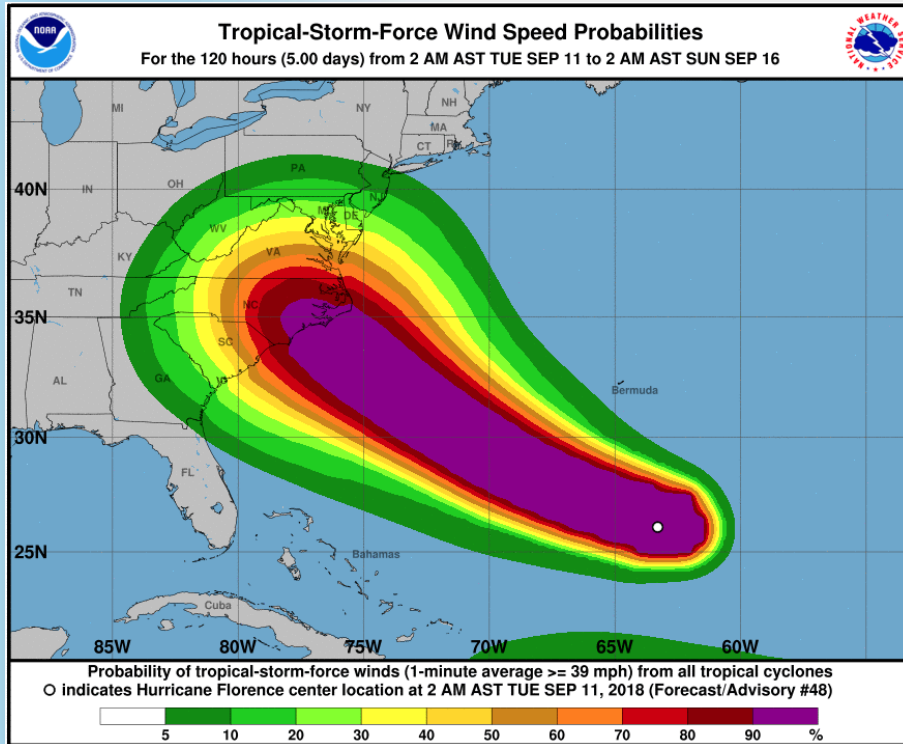 Tropical-Storm-Force Wind Speed Probabilities
For the 120 hours (5.00 days) from 2 AM AST TUE SEP 11 to 2 AM AST SUN SEP 16
NOAA
NATIONAL WEATHER SERVICE
MI
NY
NH
MA
CT
RI
PA
IN
OH
NJ
40N
MD
DE
WV
VA
KY
TN
NC
35N
SC
AL
GA
Bermuda
30N
FL
25N
Bahamas
Cuba
85W
80W
75W
70W
65W
60W
Probability of tropical-storm-force winds (1-minute average >= 39 mph) from all tropical cyclones
indicates Hurricane Florence center location at 2 AM AST TUE SEP 11, 2018 (Forecast/Advisory #48)
5 10 20 30 40 50 60 70 80 90 %